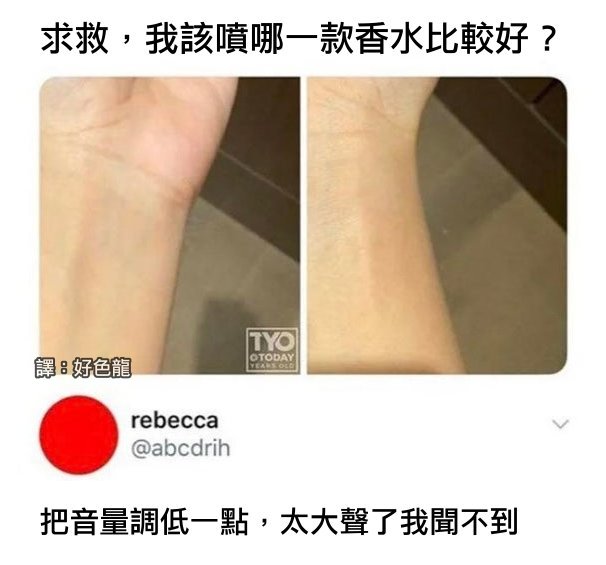 求救，我該噴哪一款香水比較好？
TYO
@TODAY
YEARS OLD
譯：好色龍
rebecca
@abcdrih
把音量調低一點，太大聲了我聞不到